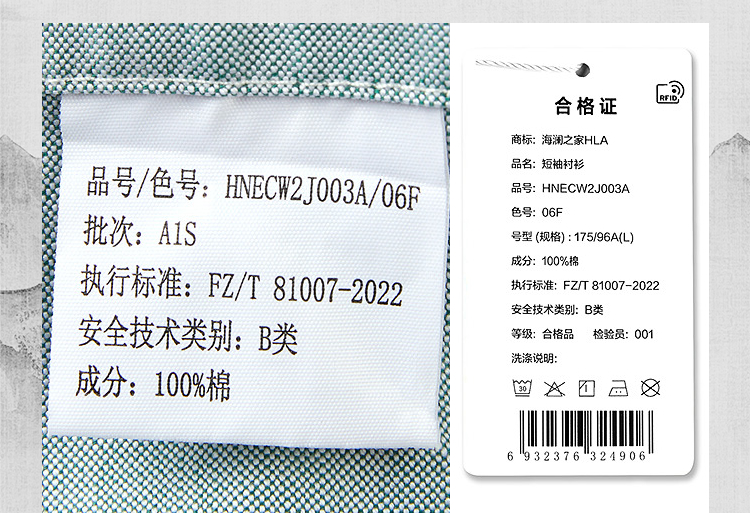 品号/色号: HNECW2J003A/06F
批次: A1S
执行标准: FZ/T 81007-2022
安全技术类别: B类
成分: 100%棉
RFID
合格证
商标: 海澜之家HLA
品名: 短袖衬衫
品号: HNECW2J003A
色号: 06F
号型 (规格) : 175/96A(L)
成分: 100%棉
执行标准: FZ/T 81007-2022
安全技术类别: B类
等级: 合格品 检验员: 001
洗涤说明:
30
6 932376 324906